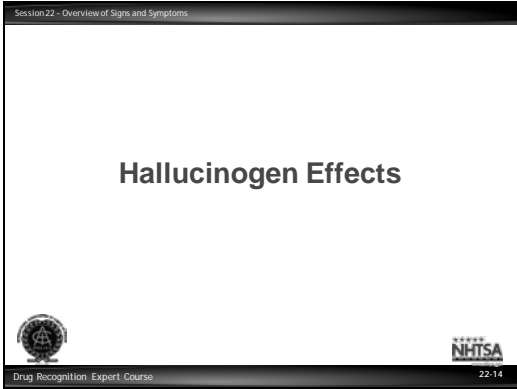 Session 22 - Overview of Signs and Symptoms
Hallucinogen Effects
NHTSA
Drug Recognition Expert Course
22-14